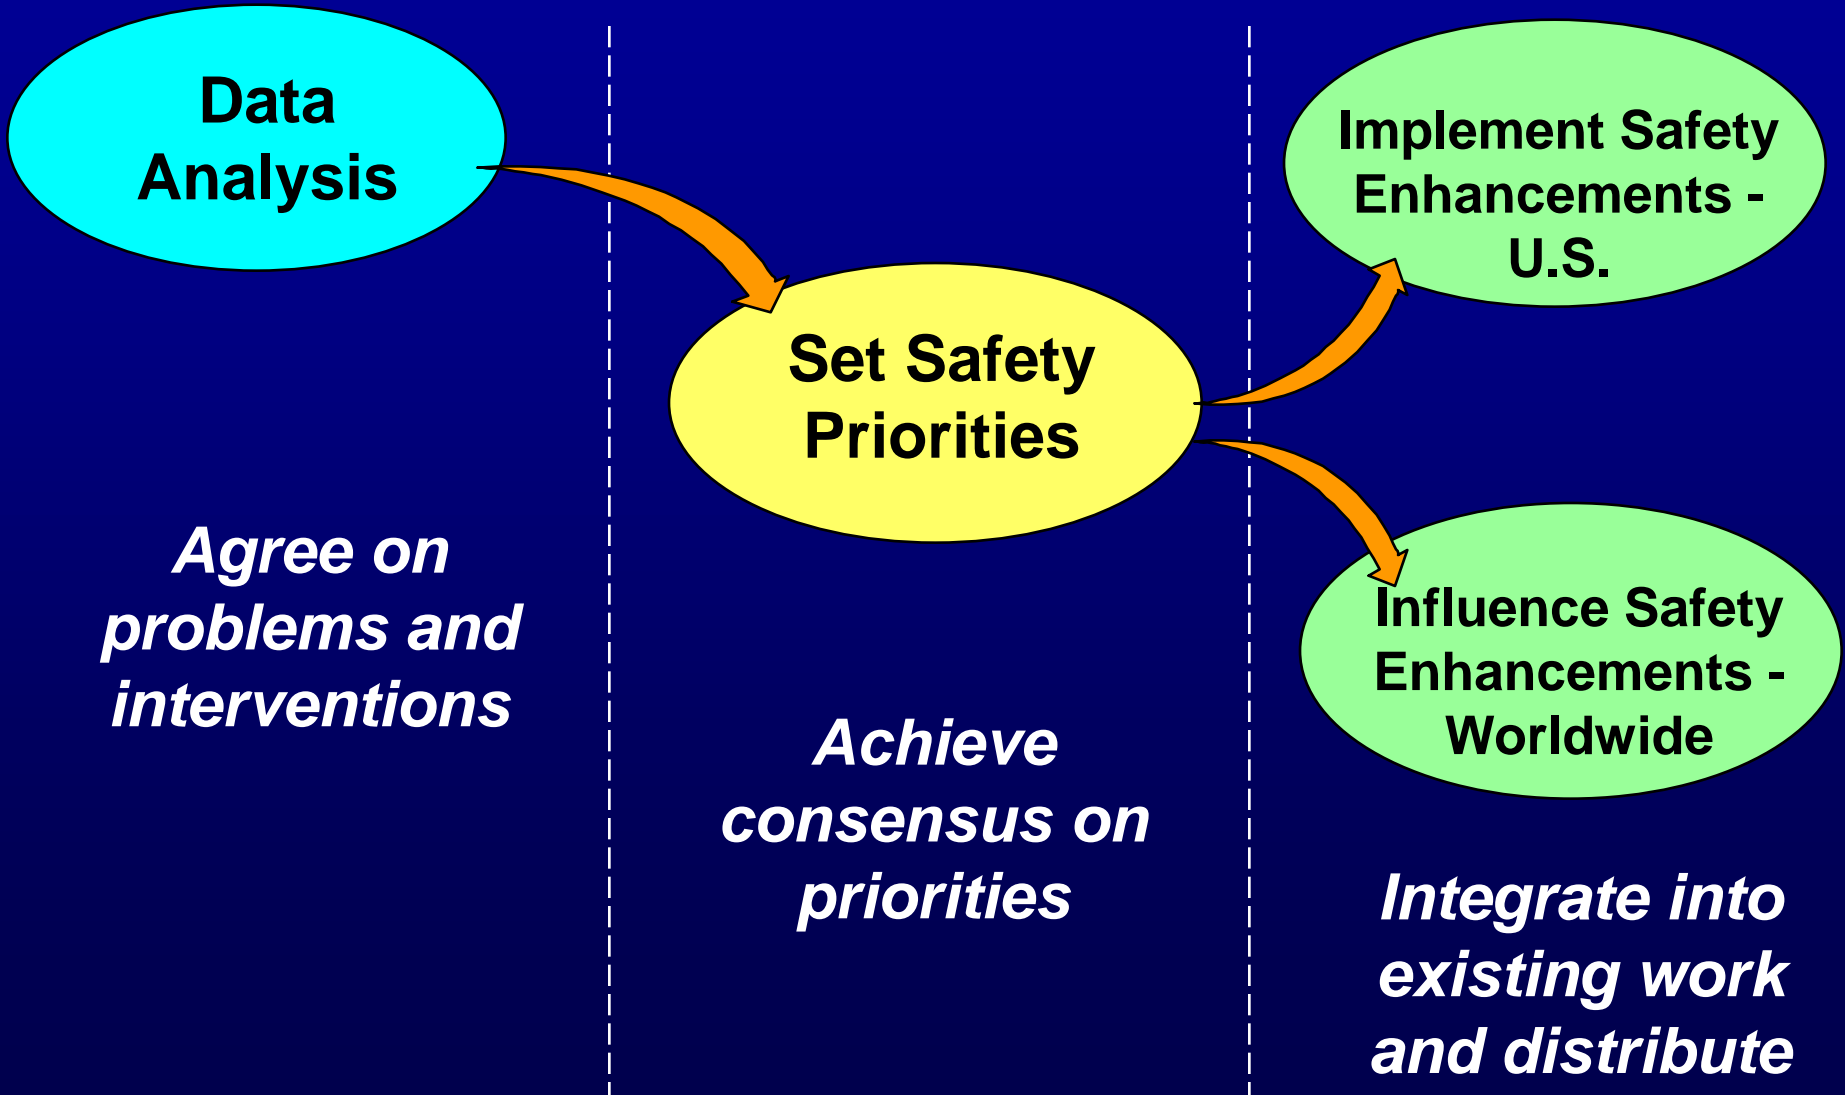 Data
Analysis
Agree on
problems and
interventions
Set Safety
Priorities
Achieve
consensus on
priorities
Implement Safety
Enhancements -
U.S.
Influence Safety
Enhancements -
Worldwide
Integrate into
existing work
and distribute